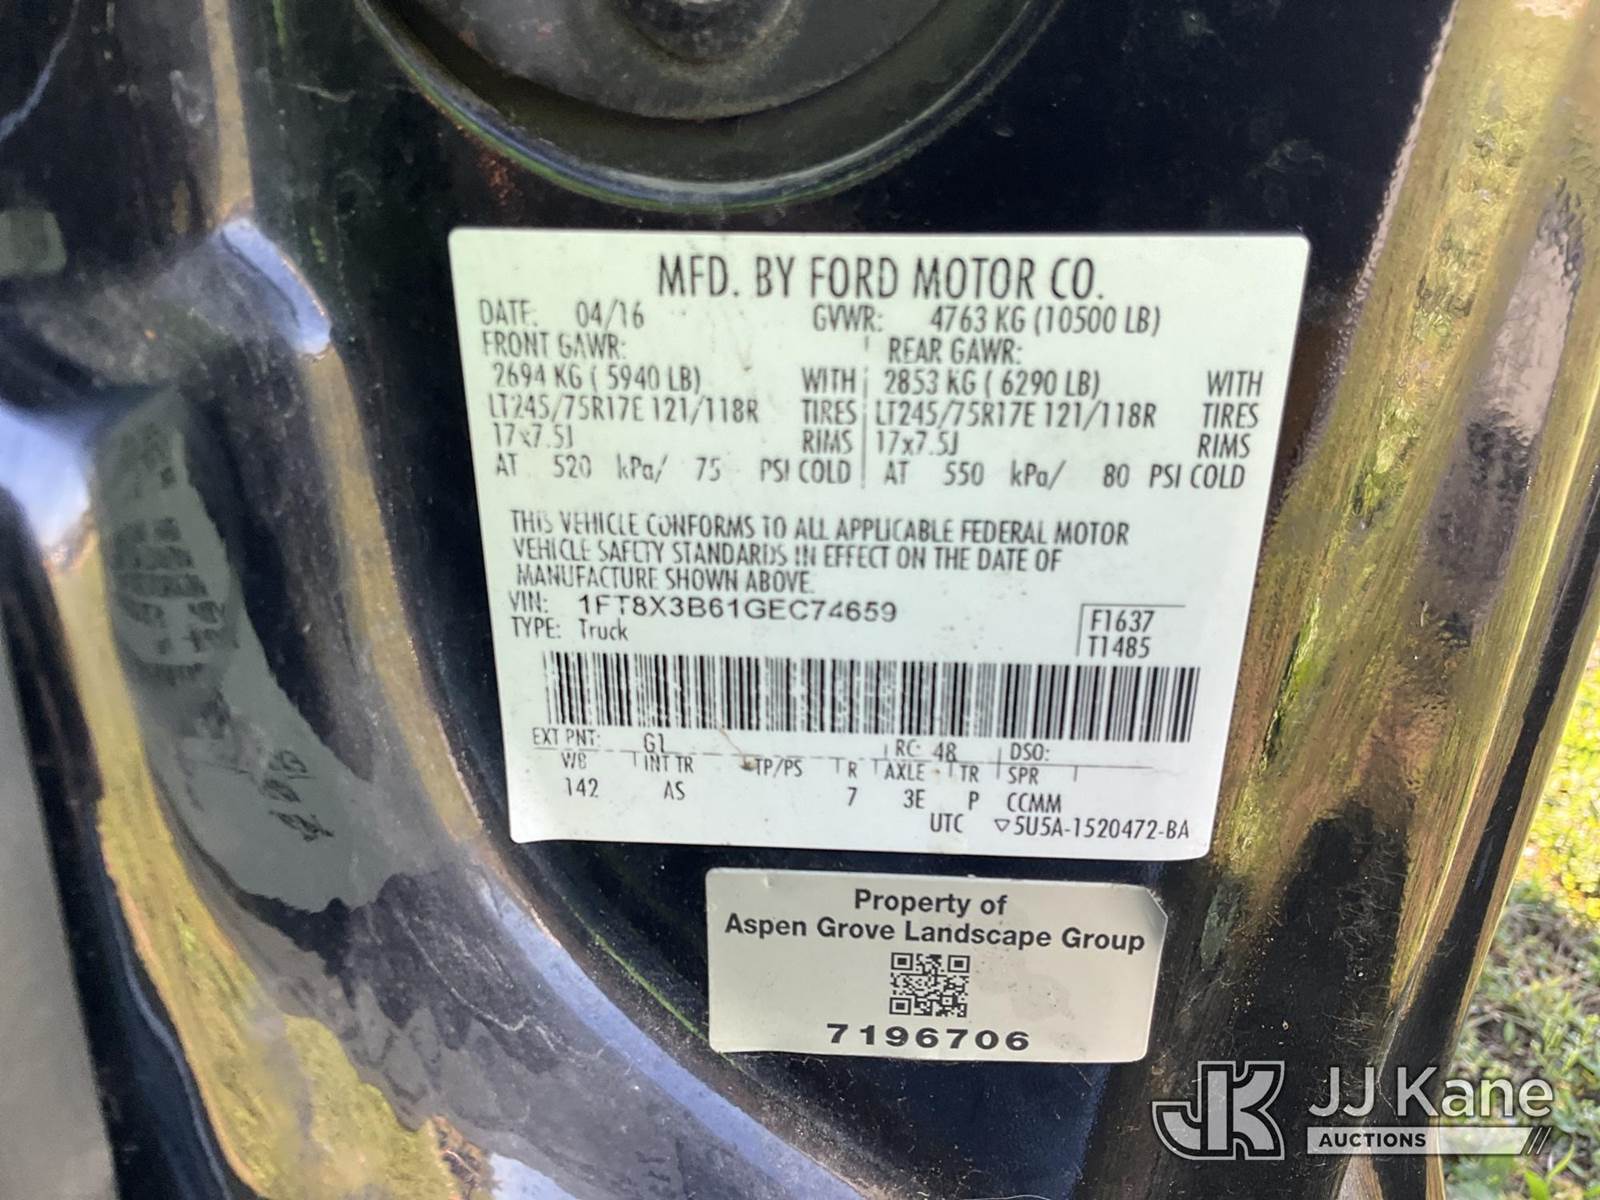 MFD. BY FORD MOTOR CO.
DATE: 04/16 GVWR: 4763 KG (10500 LB)
FRONT GAWR: REAR GAWR:
2694 KG ( 5940 LB) WITH 2853 KG ( 6290 LB) WITH
LT245/75R17E 121/118R TIRES LT245/75R17E 121/118R TIRES
17x7.5J RIMS 17x7.5J RIMS
AT 520 kPa/ 75 PSI COLD AT 550 kPa/ 80 PSI COLD
THIS VEHICLE CONFORMS TO ALL APPLICABLE FEDERAL MOTOR
VEHICLE SAFETY STANDARDS IN EFFECT ON THE DATE OF
MANUFACTURE SHOWN ABOVE.
VIN: 1FT8X3B61GEC74659
TYPE: Truck
F1637
T1485
EXT PNT: G1 RC: 48 DSO:
WB INT TR TP/PS R AXLE TR SPR
142 AS 7 3E P CCMM
UTC ▽5U5A-1520472-BA
Property of
Aspen Grove Landscape Group
7196706
JK JJ Kane
AUCTIONS